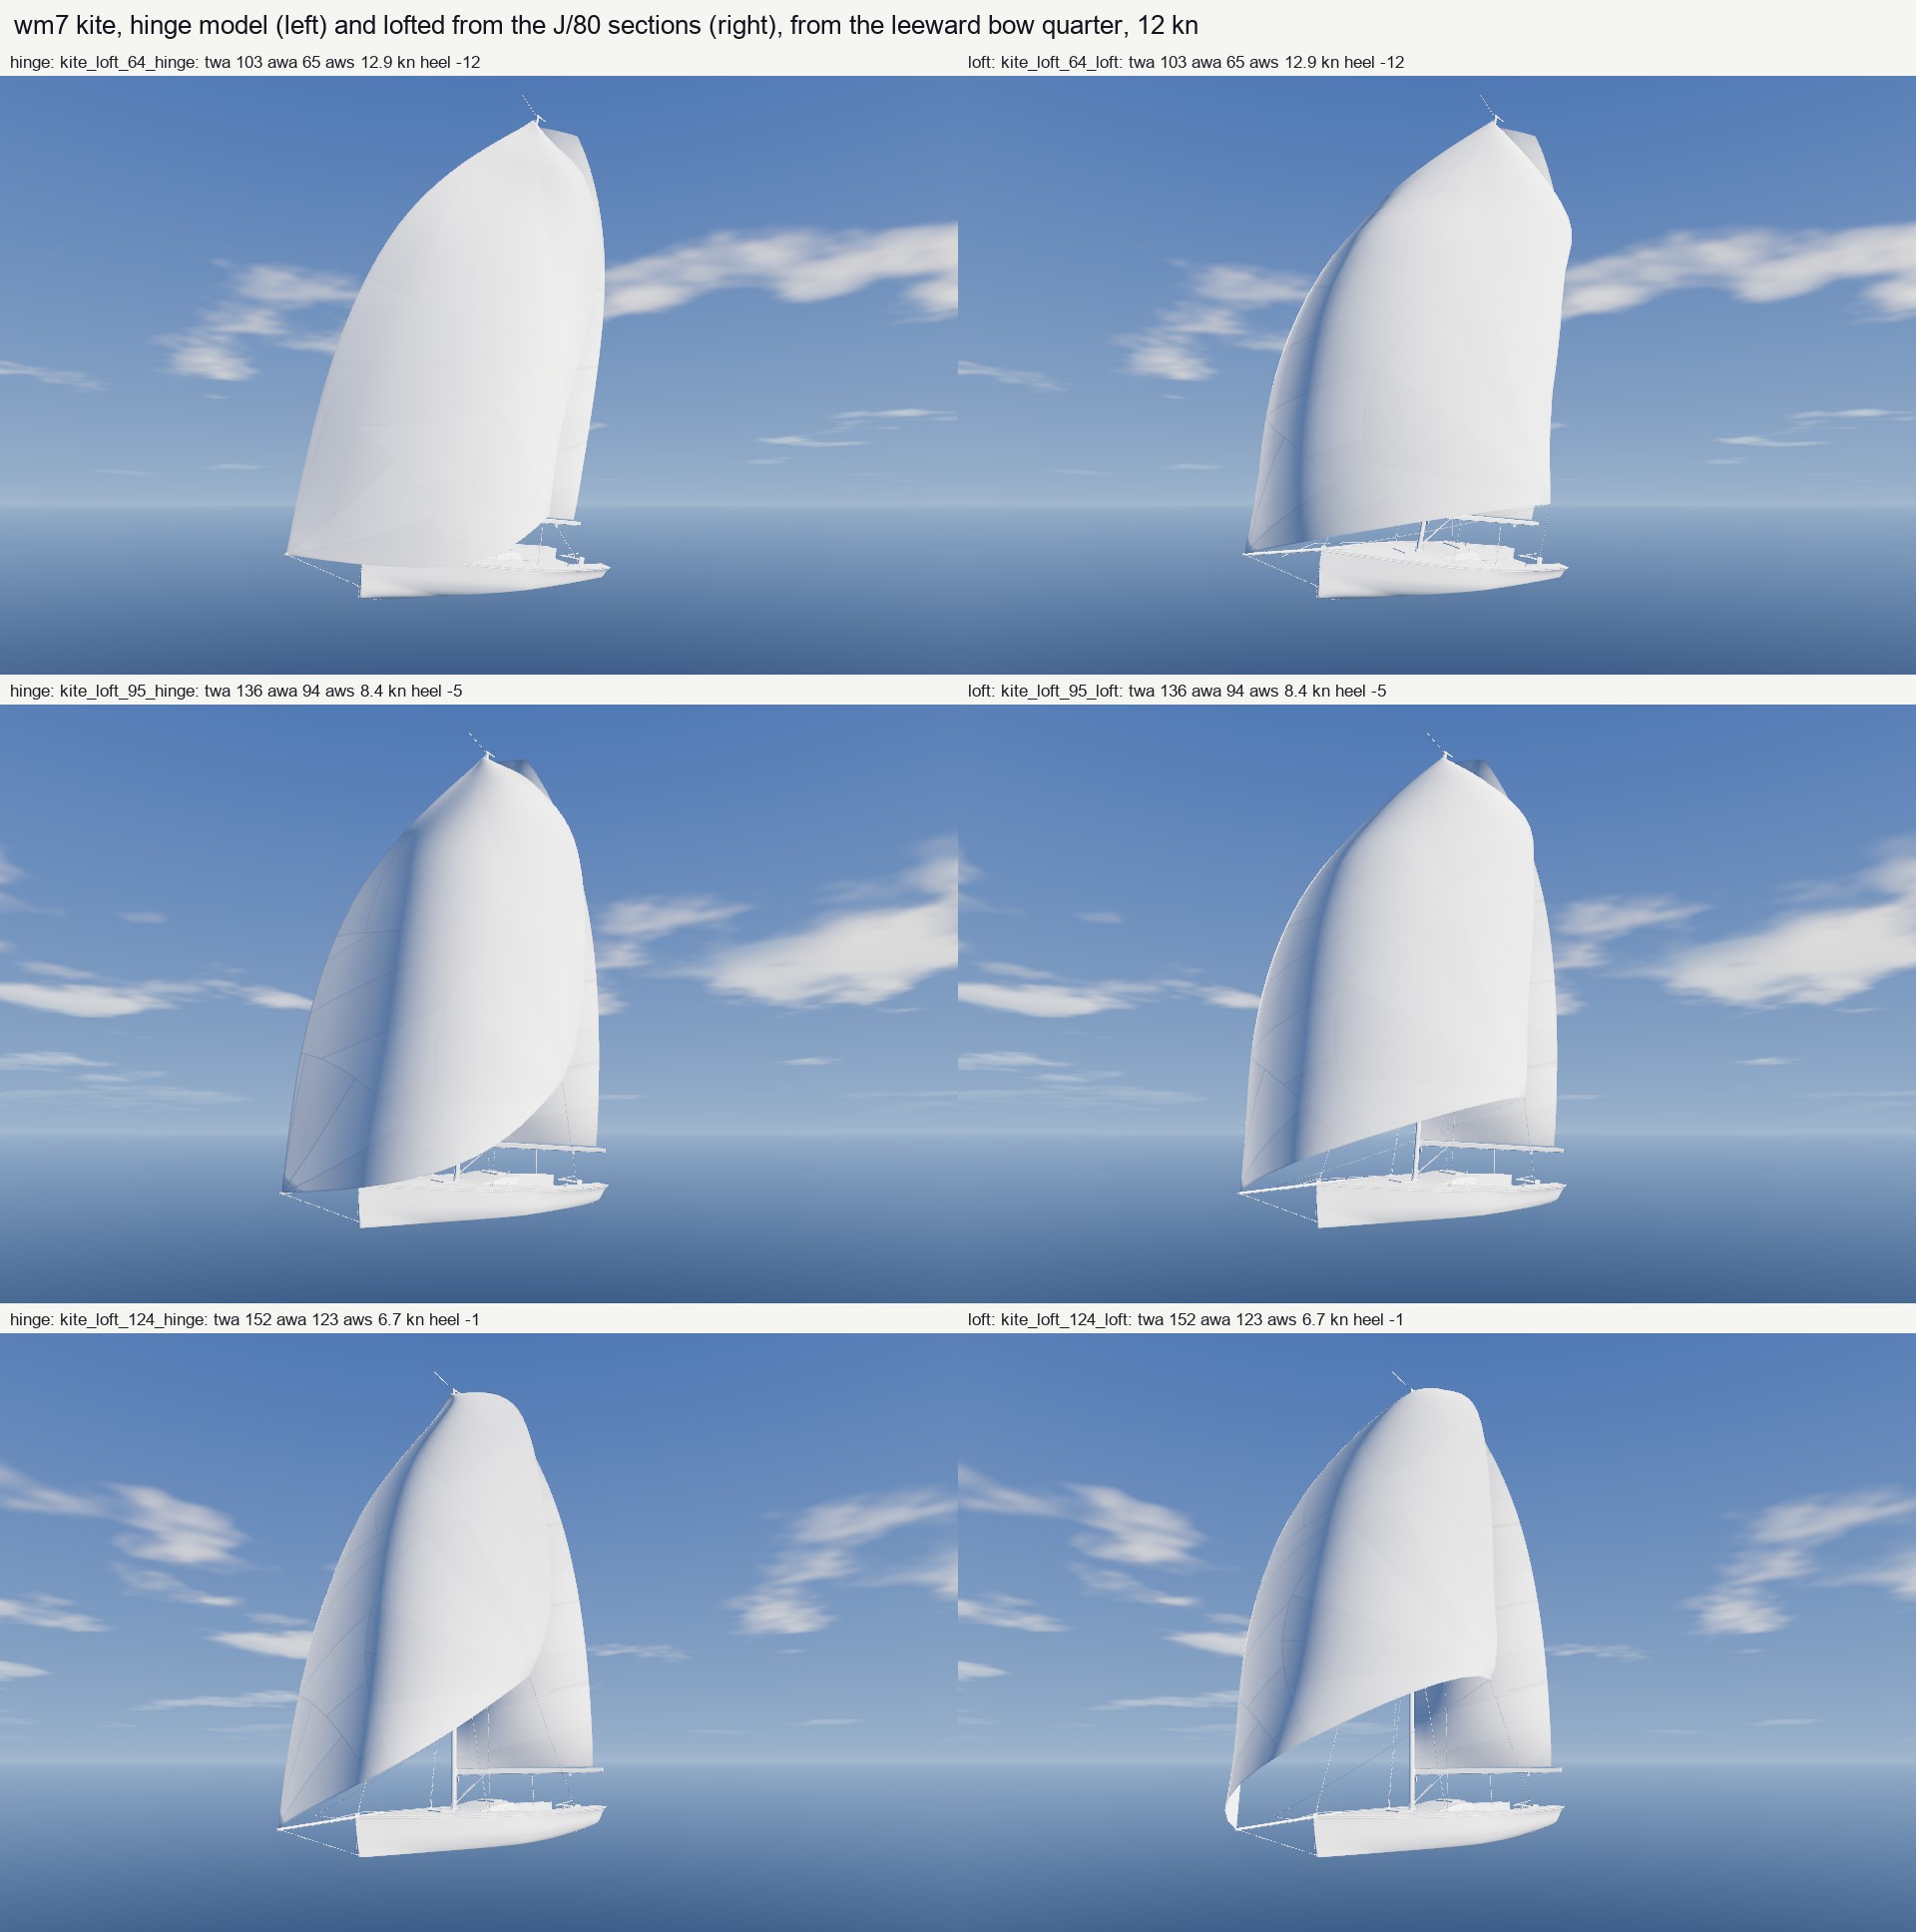 wm7 kite, hinge model (left) and lofted from the J/80 sections (right), from the leeward bow quarter, 12 kn
hinge: kite_loft_64_hinge: twa 103 awa 65 aws 12.9 kn heel -12
loft: kite_loft_64_loft: twa 103 awa 65 aws 12.9 kn heel -12
hinge: kite_loft_95_hinge: twa 136 awa 94 aws 8.4 kn heel -5
loft: kite_loft_95_loft: twa 136 awa 94 aws 8.4 kn heel -5
hinge: kite_loft_124_hinge: twa 152 awa 123 aws 6.7 kn heel -1
loft: kite_loft_124_loft: twa 152 awa 123 aws 6.7 kn heel -1